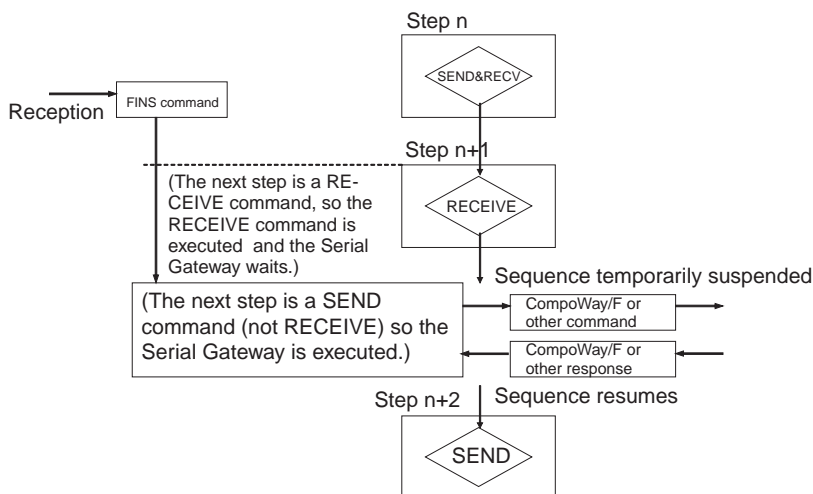 Step n
SEND&RECV
Reception
FINS command
Step n+1
(The next step is a RE-
CEIVE command, so the
RECEIVE command is
executed and the Serial
Gateway waits.)
RECEIVE
Sequence temporarily suspended
(The next step is a SEND
command (not RECEIVE) so the
Serial Gateway is executed.)
CompoWay/F or
other command
CompoWay/F or
other response
Step n+2
Sequence resumes
SEND